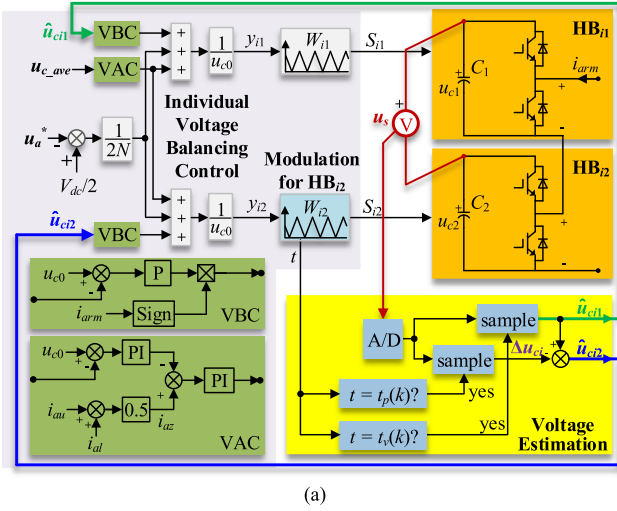 û_ci1 VBC + + + 1/u_c0 y_i1 W_i1 S_i1 HB_i1
u_c_ave VAC
C_1 u_c1 + i_arm + -
u_s + V
Individual
Voltage
Balancing
Control
u_a* - + 1/2N
V_dc/2
Modulation
for HB_i2
HB_i2
û_ci2 VBC + + + 1/u_c0 y_i2 W_i2 S_i2
C_2 u_c2 + + -
t
u_c0 + - P
i_arm Sign VBC
u_c0 + - PI - + PI
i_au + + 0.5 i_az
i_al VAC
A/D sample û_ci1
sample Δu_ci - + û_ci2
t = t_p(k)? yes
t = t_v(k)? yes
Voltage
Estimation
(a)